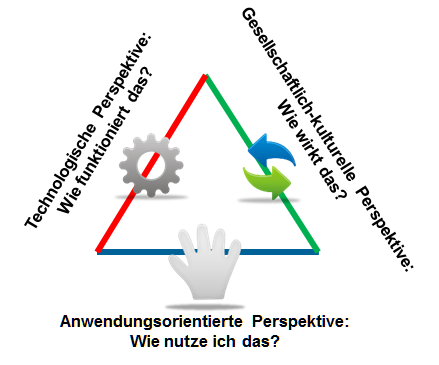 Technologische Perspektive:
Wie funktioniert das?
Gesellschaftlich-kulturelle Perspektive:
Wie wirkt das?
Anwendungsorientierte Perspektive:
Wie nutze ich das?